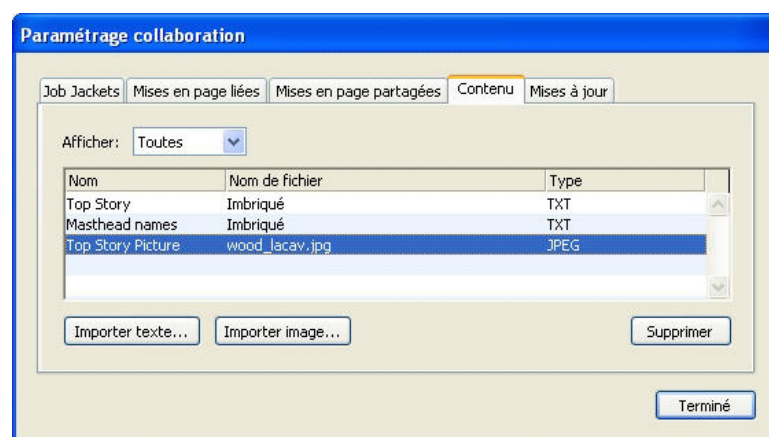 Paramétrage collaboration
Job Jackets Mises en page liées Mises en page partagées Contenu Mises à jour
Afficher: Toutes
Nom Nom de fichier Type
Top Story Imbriqué TXT
Masthead names Imbriqué TXT
Top Story Picture wood_lacav.jpg JPEG
Importer texte... Importer image... Supprimer
Terminé